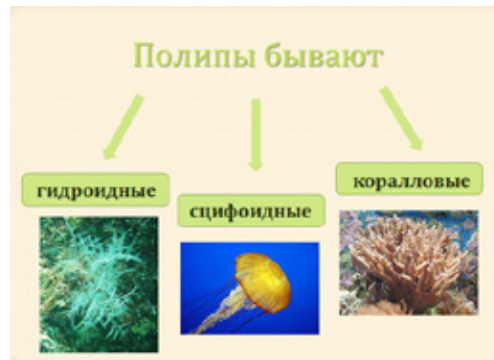 Полипы бывают
гидроидные
сцифоидные
коралловые